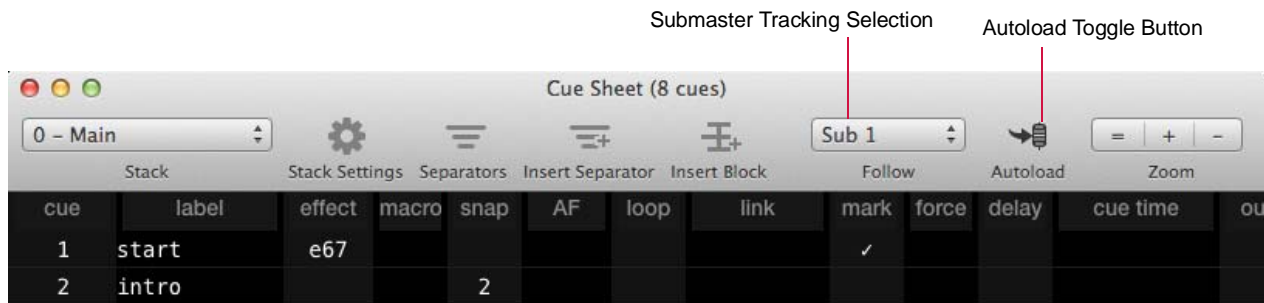 Submaster Tracking Selection
Autoload Toggle Button
Cue Sheet (8 cues)
0 – Main Sub 1 = + -
Stack Stack Settings Separators Insert Separator Insert Block Follow Autoload Zoom
cue label effect macro snap AF loop link mark force delay cue time ou
1 start e67 ✓
2 intro 2